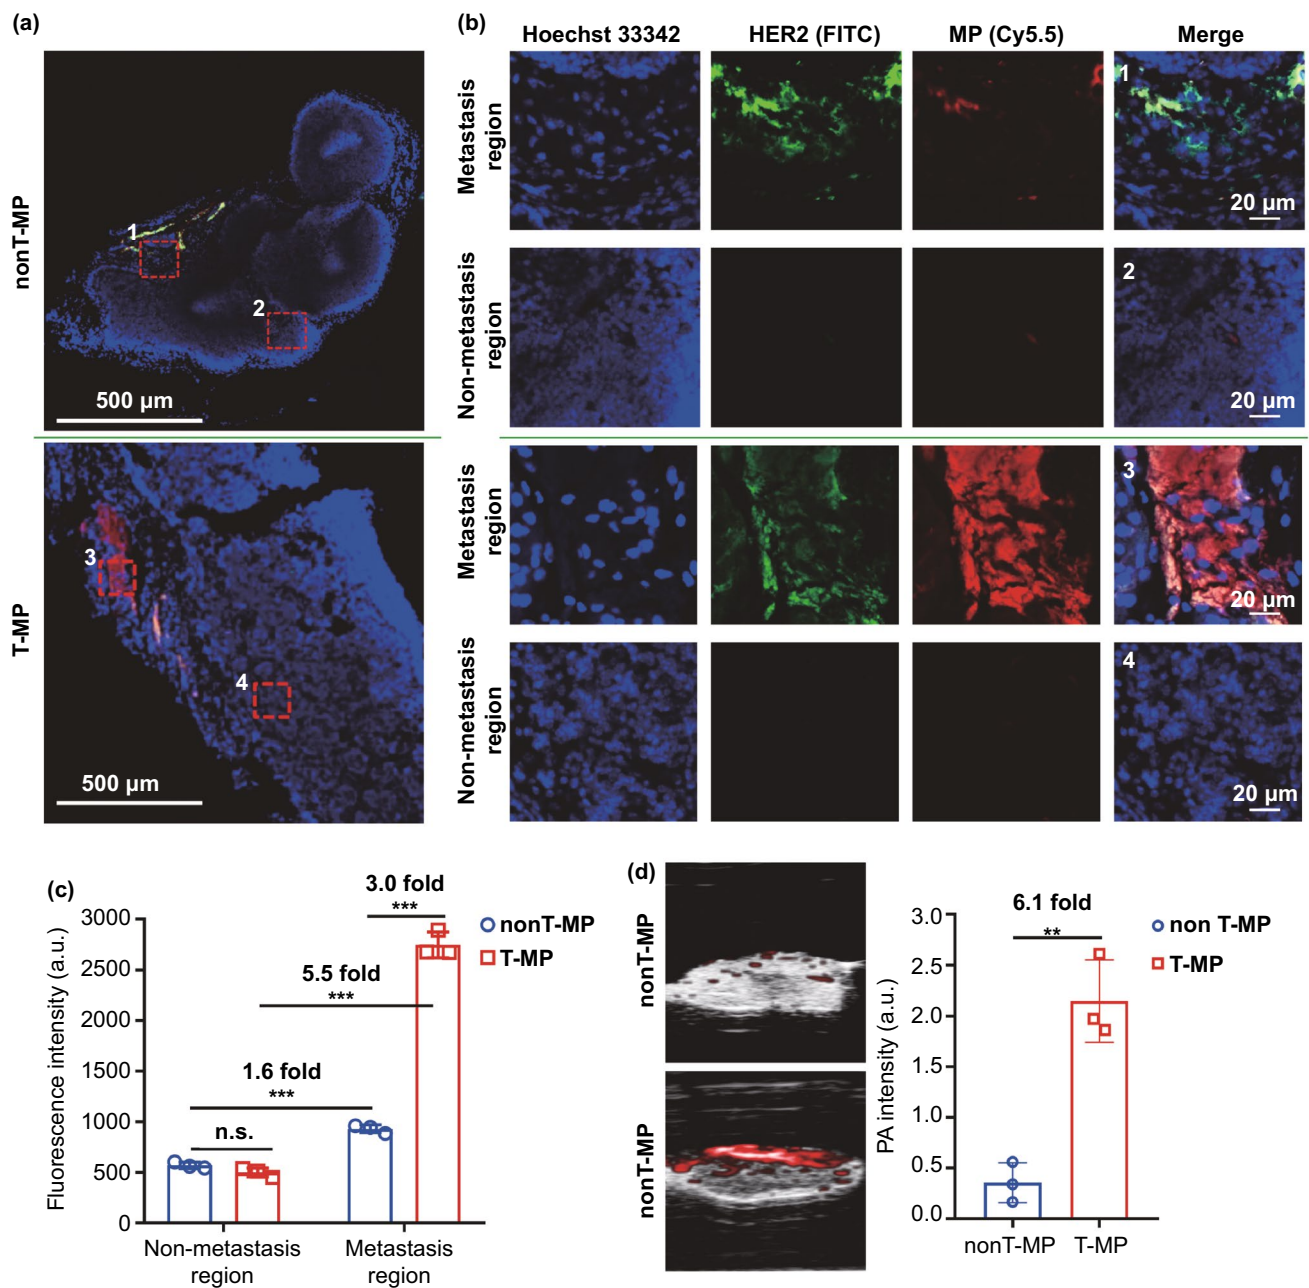 (a)
nonT-MP
1
2
500 µm
T-MP
3
4
500 µm
(b)
Hoechst 33342
HER2 (FITC)
MP (Cy5.5)
Merge
Metastasis
region
1
20 µm
Non-metastasis
region
2
20 µm
Metastasis
region
3
20 µm
Non-metastasis
region
4
20 µm
(c)
Fluorescence intensity (a.u.)
3000
2500
2000
1500
1000
500
0
3.0 fold
***
5.5 fold
***
1.6 fold
***
n.s.
nonT-MP
T-MP
Non-metastasis
region
Metastasis
region
(d)
nonT-MP
nonT-MP
PA intensity (a.u.)
3.0
2.5
2.0
1.5
1.0
0.5
0.0
6.1 fold
**
non T-MP
T-MP
nonT-MP
T-MP